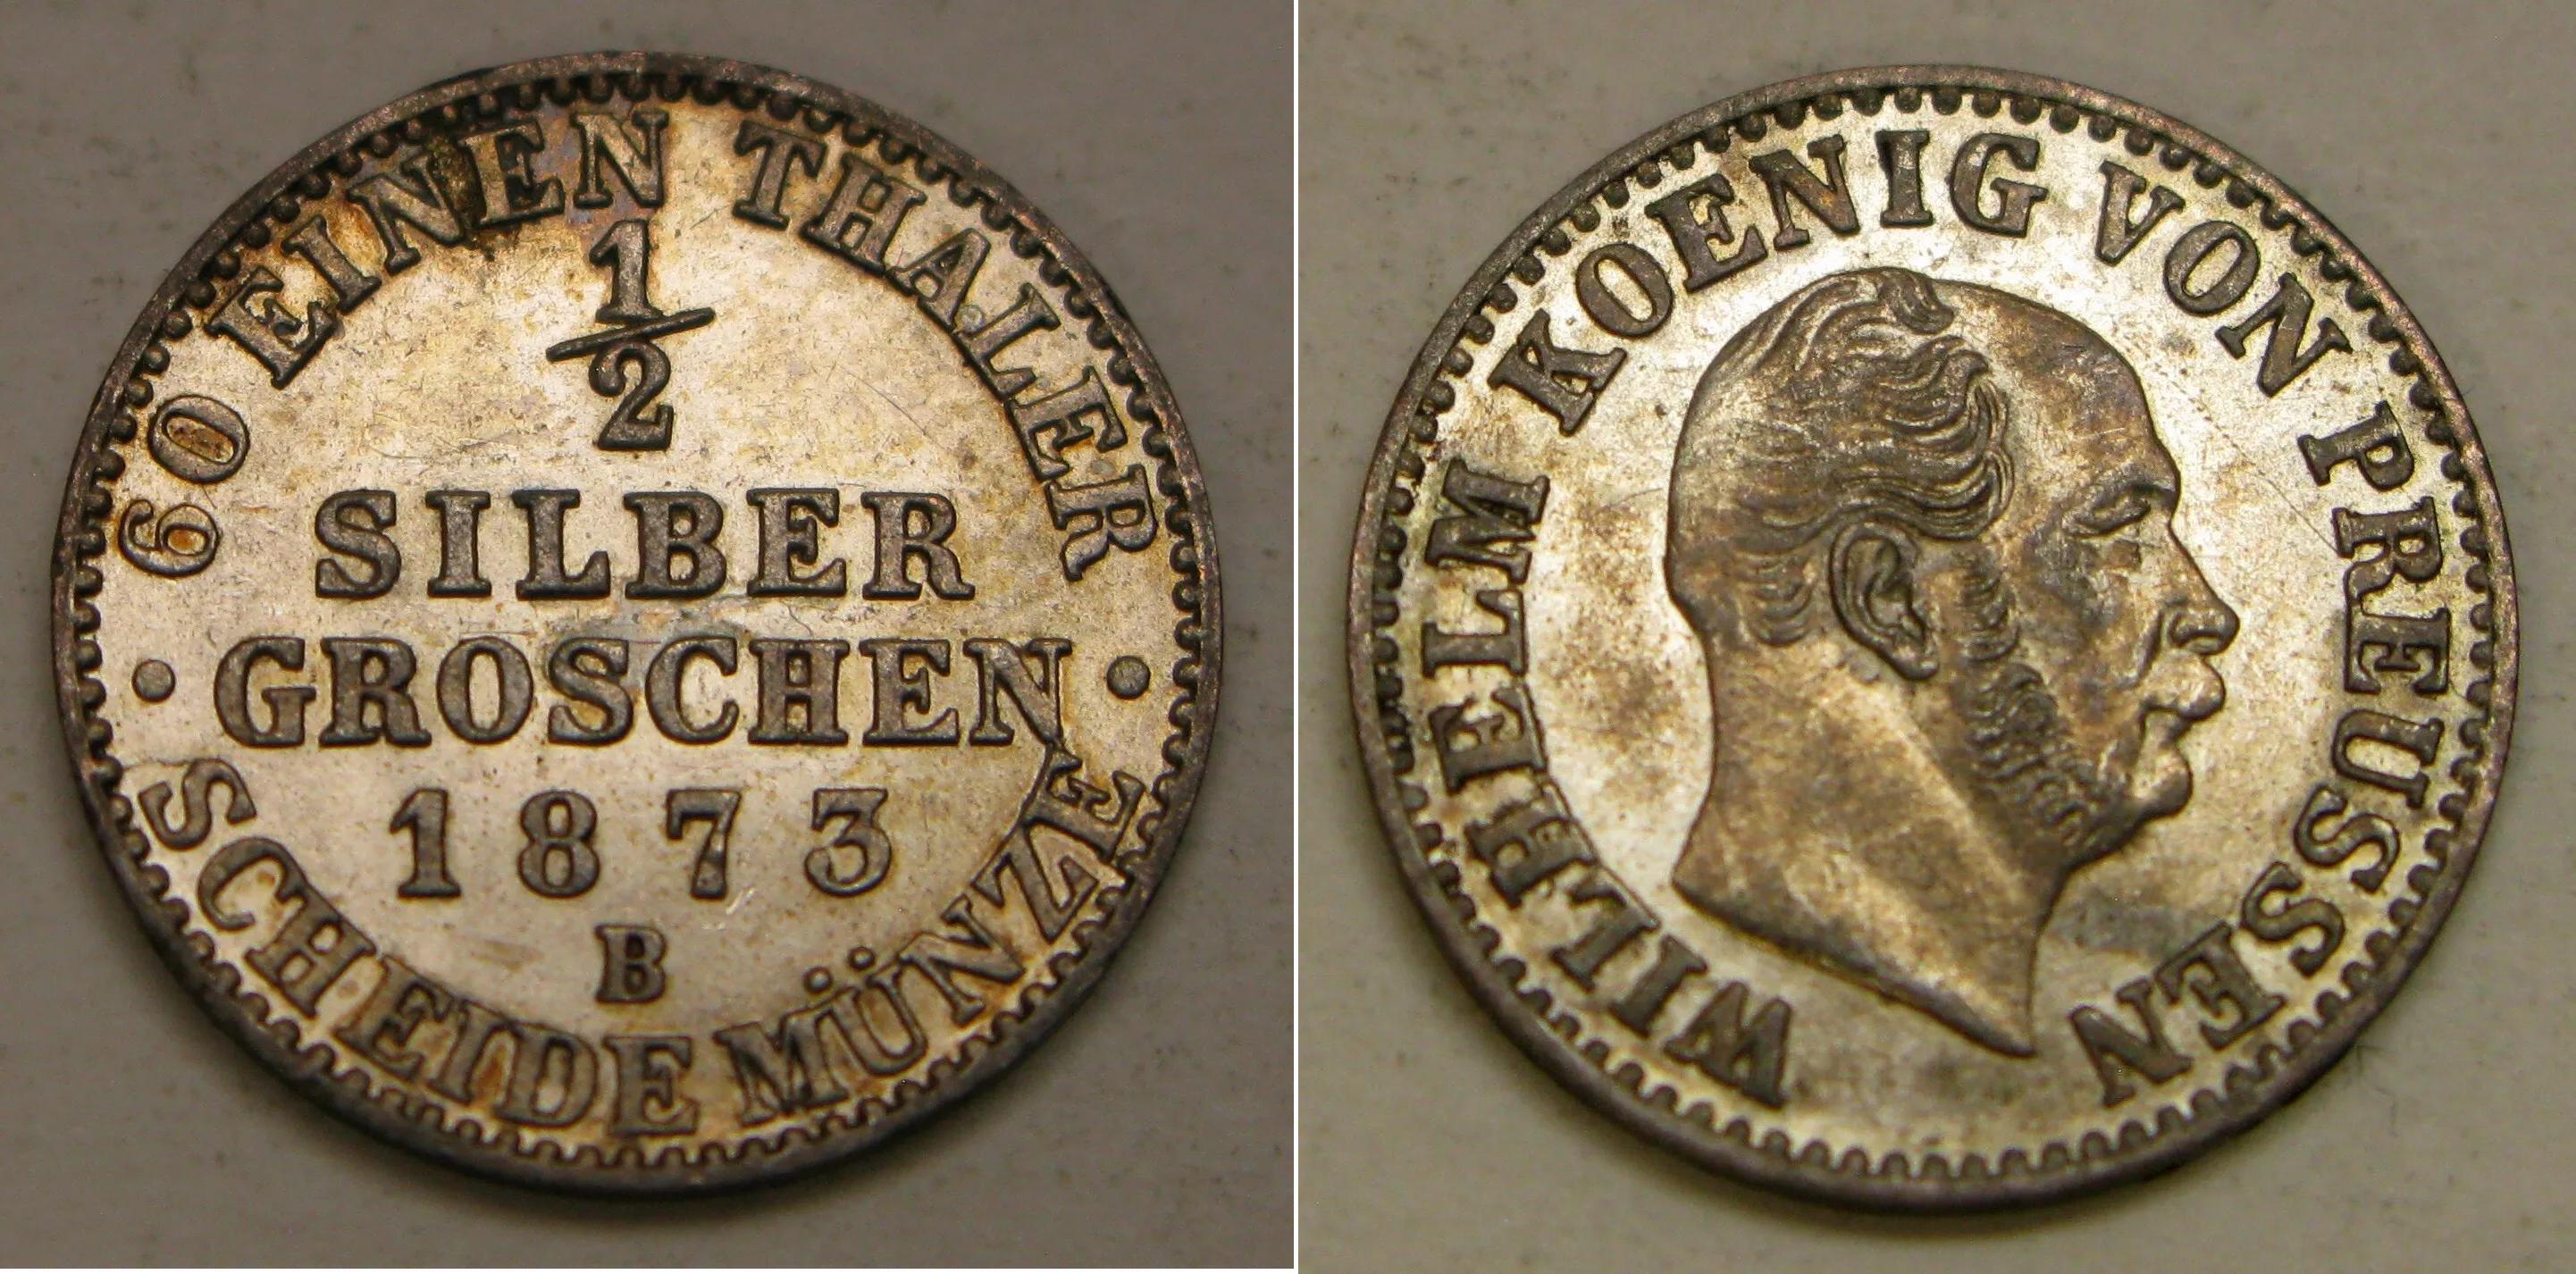 60 EINEN THALER
1/2
SILBER
GROSCHEN
1873
B
SCHEIDE MÜNZE
WILHELM KOENIG VON PREUSSEN